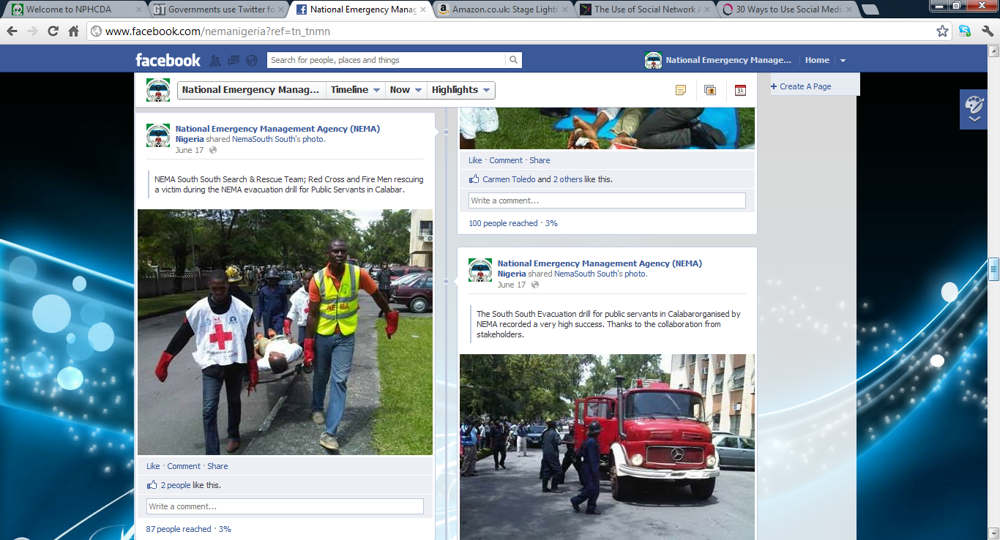 Welcome to NPHCDA
Governments use Twitter fo
National Emergency Manag
Amazon.co.uk: Stage Lighti
The Use of Social Network A
30 Ways to Use Social Medi
www.facebook.com/nemanigeria?ref=tn_tnmn
facebook
Search for people, places and things
National Emergency Manage...
Home
National Emergency Manag...
Timeline
Now
Highlights
31
+ Create A Page
National Emergency Management Agency (NEMA)
Nigeria shared NemaSouth South's photo.
June 17
NEMA South South Search & Rescue Team; Red Cross and Fire Men rescuing
a victim during the NEMA evacuation drill for Public Servants in Calabar.
NEMA
Like · Comment · Share
2 people like this.
Write a comment...
87 people reached · 3%
Like · Comment · Share
Carmen Toledo and 2 others like this.
Write a comment...
100 people reached · 3%
National Emergency Management Agency (NEMA)
Nigeria shared NemaSouth South's photo.
June 17
The South South Evacuation drill for public servants in Calabarorganised by
NEMA recorded a very high success. Thanks to the collaboration from
stakeholders.